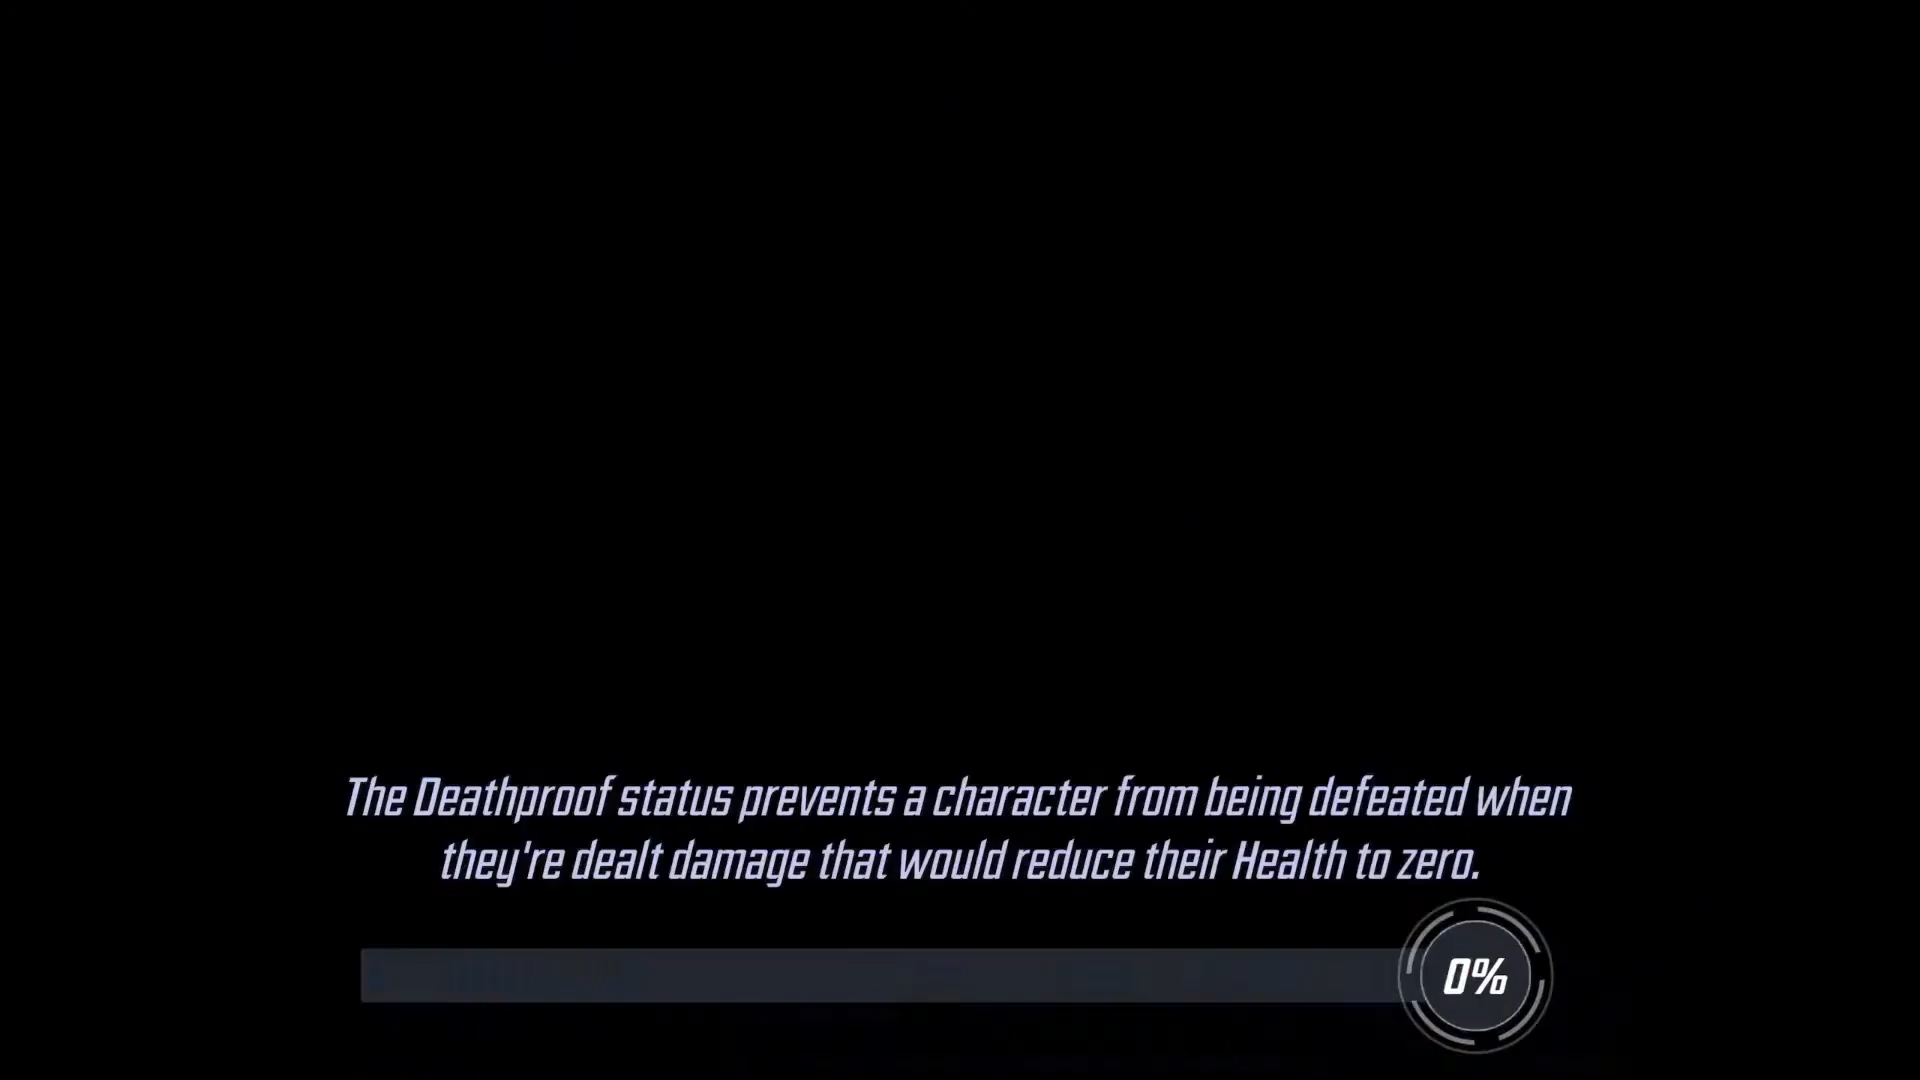 The Deathproof status prevents a character from being defeated when
they're dealt damage that would reduce their Health to zero.
0%